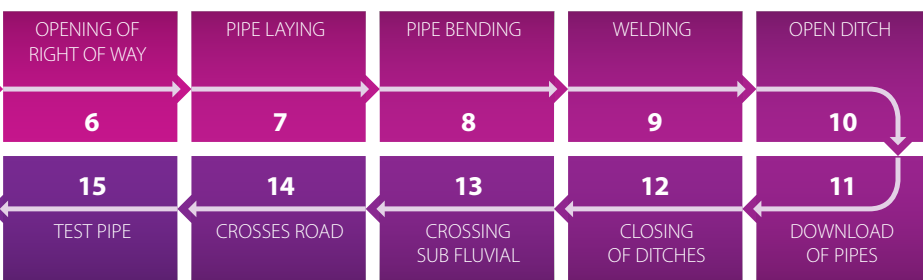 OPENING OF
RIGHT OF WAY
6
PIPE LAYING
7
PIPE BENDING
8
WELDING
9
OPEN DITCH
10
11
DOWNLOAD
OF PIPES
12
CLOSING
OF DITCHES
13
CROSSING
SUB FLUVIAL
14
CROSSES ROAD
15
TEST PIPE